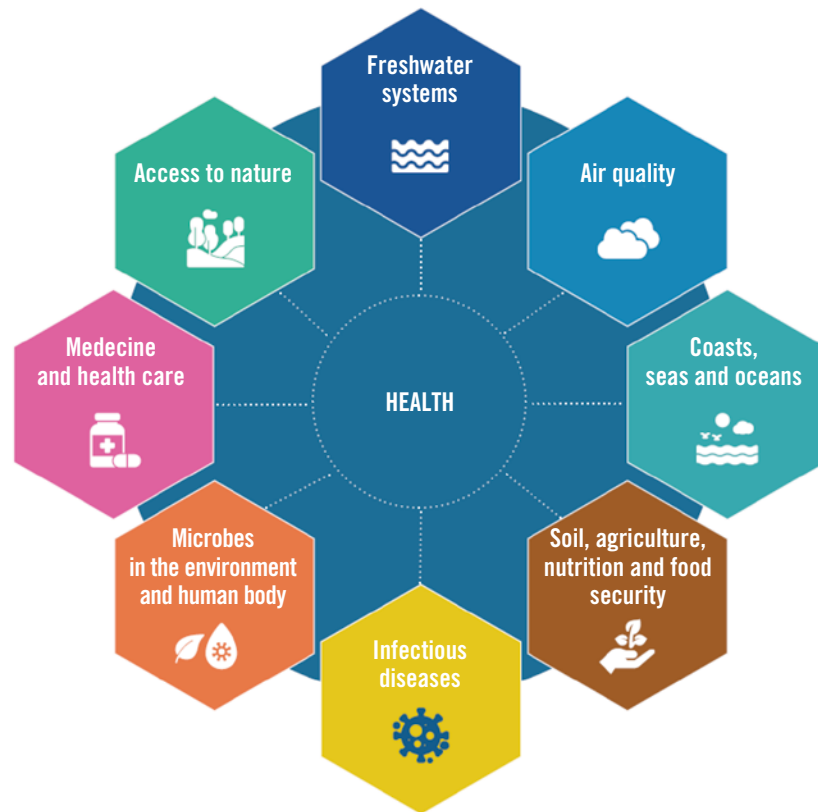 Freshwater
systems
Access to nature
Air quality
Medecine
and health care
HEALTH
Coasts,
seas and oceans
Microbes
in the environment
and human body
Soil, agriculture,
nutrition and food
security
Infectious
diseases